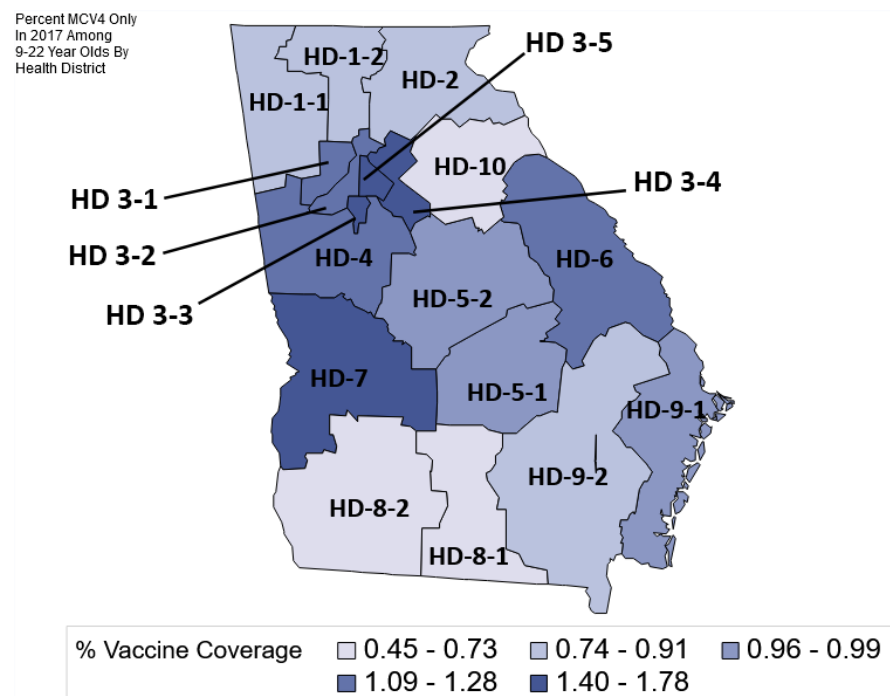 Percent MCV4 Only
In 2017 Among
9-22 Year Olds By
Health District
HD-1-2
HD 3-5
HD-2
HD-1-1
HD-10
HD 3-1
HD 3-4
HD 3-2
HD-4
HD-6
HD 3-3
HD-5-2
HD-7
HD-5-1
HD-9-1
HD-9-2
HD-8-2
HD-8-1
% Vaccine Coverage
0.45 - 0.73
0.74 - 0.91
0.96 - 0.99
1.09 - 1.28
1.40 - 1.78